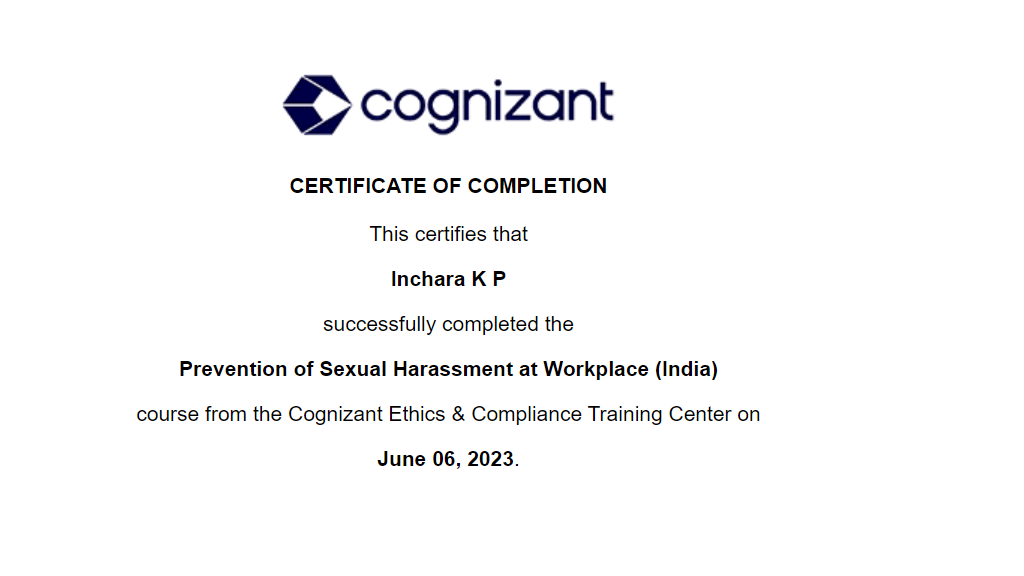 cognizant
CERTIFICATE OF COMPLETION
This certifies that
Inchara K P
successfully completed the
Prevention of Sexual Harassment at Workplace (India)
course from the Cognizant Ethics & Compliance Training Center on
June 06, 2023.